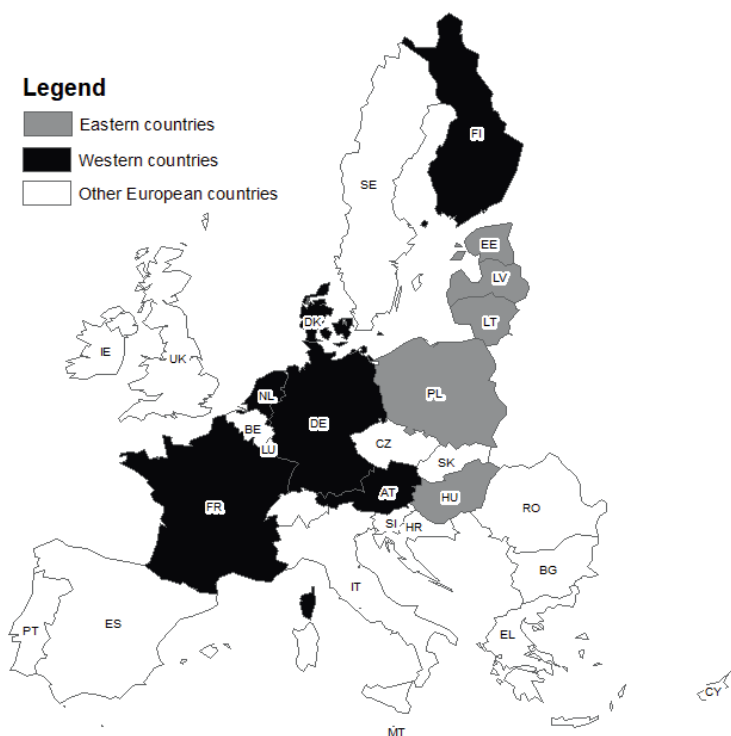 Legend
Eastern countries
Western countries
Other European countries
FI
SE
EE
LV
LT
DK
IE
UK
NL
PL
BE
DE
LU
CZ
SK
FR
AT
HU
RO
SI
HR
BG
IT
ES
PT
EL
CY
MT